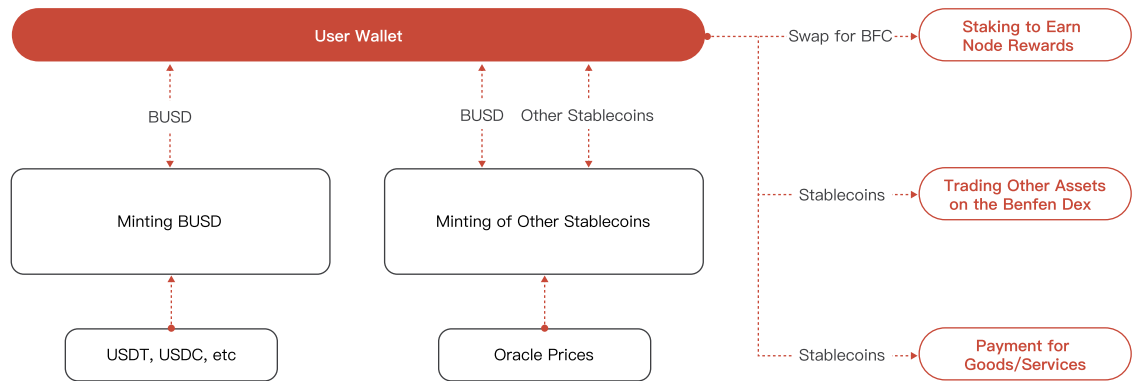 User Wallet
Swap for BFC
Staking to Earn
Node Rewards
BUSD
BUSD
Other Stablecoins
Minting BUSD
Minting of Other Stablecoins
Stablecoins
Trading Other Assets
on the Benfen Dex
USDT, USDC, etc
Oracle Prices
Stablecoins
Payment for
Goods/Services